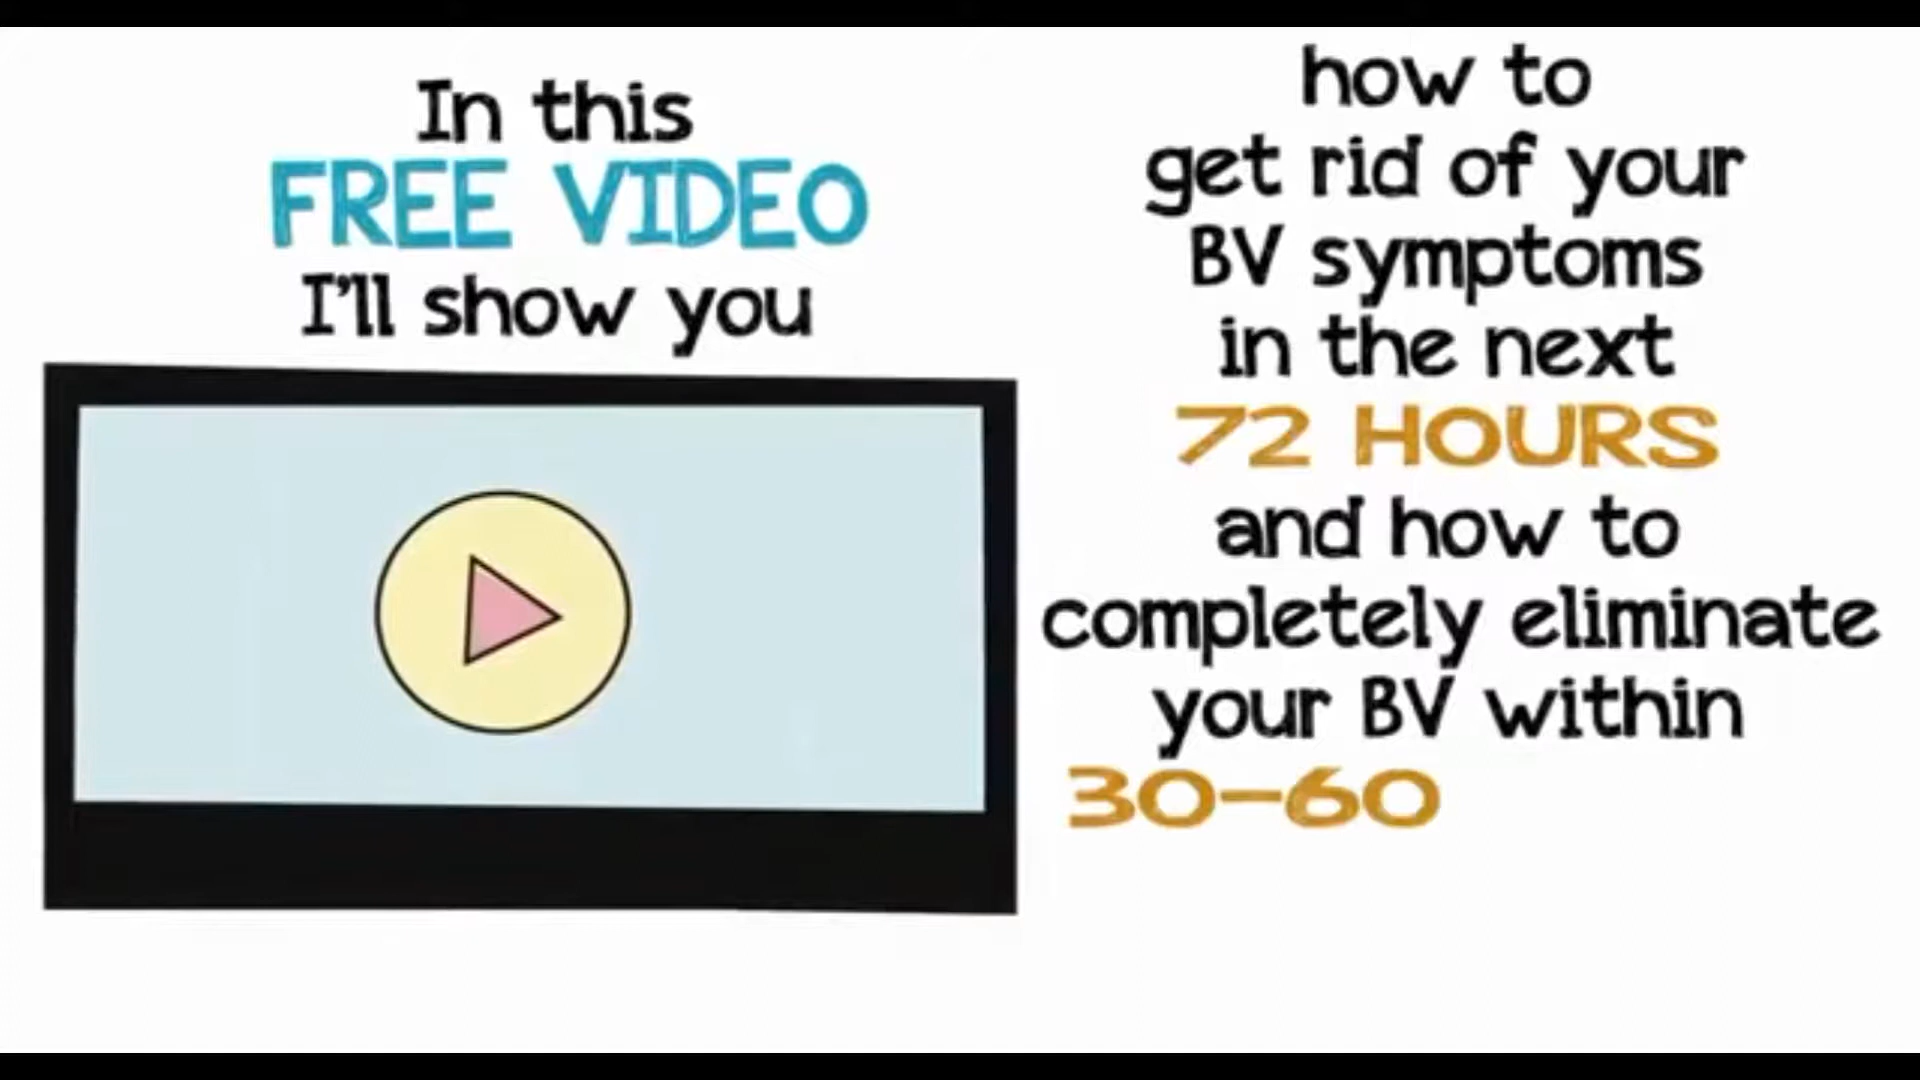 In this
FREE VIDEO
I'll show you
how to
get rid of your
BV symptoms
in the next
72 HOURS
and how to
completely eliminate
your BV within
30-60